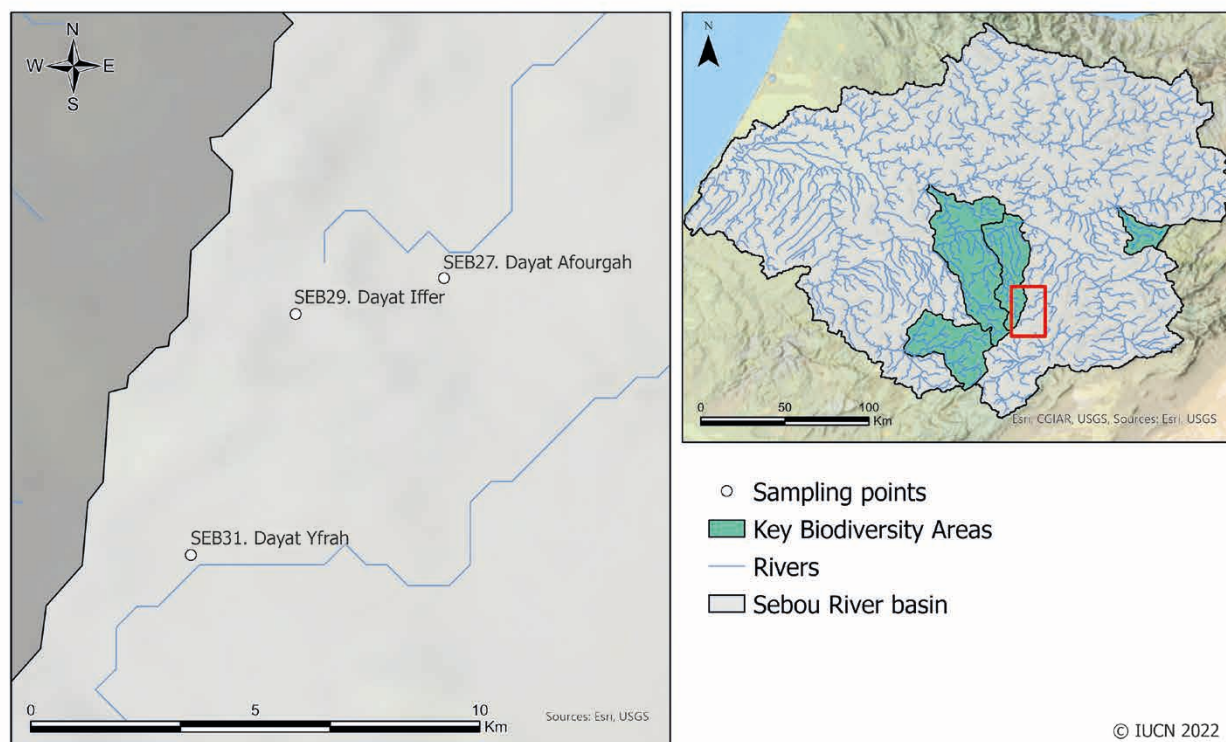 N
W E
S
SEB27. Dayat Afourgah
SEB29. Dayat Iffer
SEB31. Dayat Yfrah
0 5 10
Km
Sources: Esri, USGS
0 50 100
Km
Esri, CGIAR, USGS, Sources: Esri, USGS
N
Sampling points
Key Biodiversity Areas
Rivers
Sebou River basin
© IUCN 2022